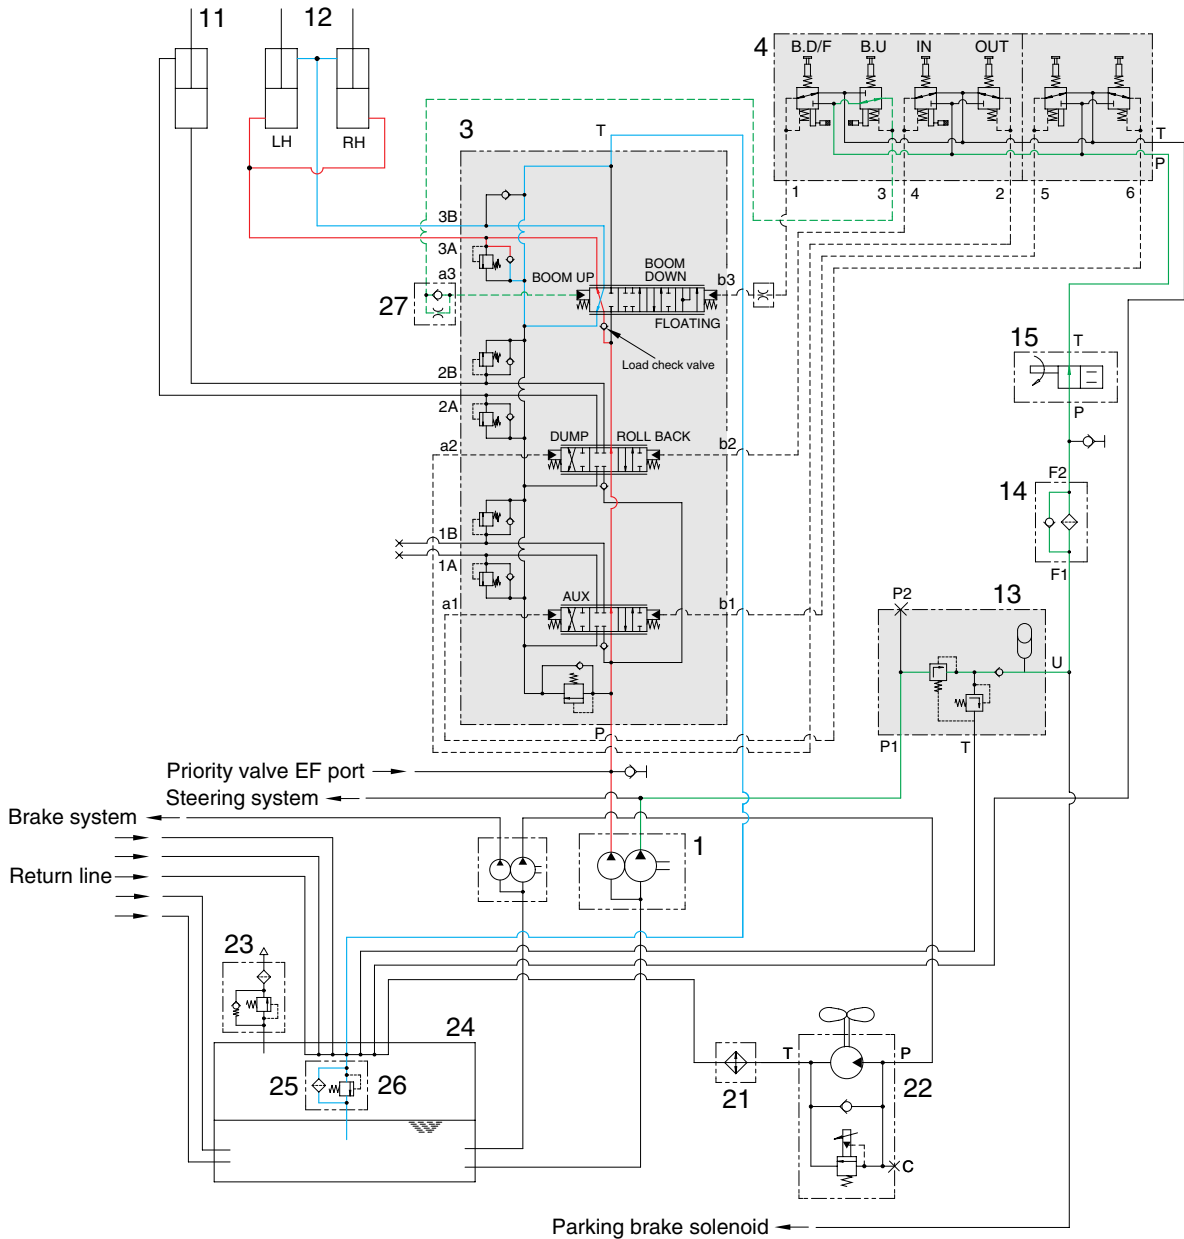 11
12
LH
RH
4
B.D/F
B.U
IN
OUT
T
P
1
3
4
2
5
6
3
T
3B
3A
a3
27
BOOM UP
BOOM
DOWN
b3
FLOATING
Load check valve
2B
2A
DUMP
ROLL BACK
a2
b2
1B
1A
AUX
a1
b1
P
15
T
P
F2
14
F1
P2
13
U
P1
T
Priority valve EF port
Steering system
Brake system
1
Return line
23
24
25
26
21
T
P
22
C
Parking brake solenoid